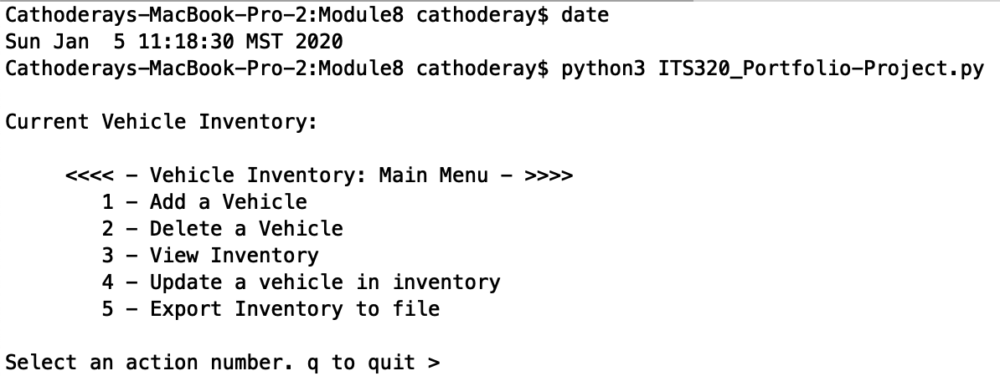 Cathoderays-MacBook-Pro-2:Module8 cathoderay$ date
Sun Jan  5 11:18:30 MST 2020
Cathoderays-MacBook-Pro-2:Module8 cathoderay$ python3 ITS320_Portfolio-Project.py
Current Vehicle Inventory:
<<<< - Vehicle Inventory: Main Menu - >>>>
1 - Add a Vehicle
2 - Delete a Vehicle
3 - View Inventory
4 - Update a vehicle in inventory
5 - Export Inventory to file
Select an action number. q to quit >